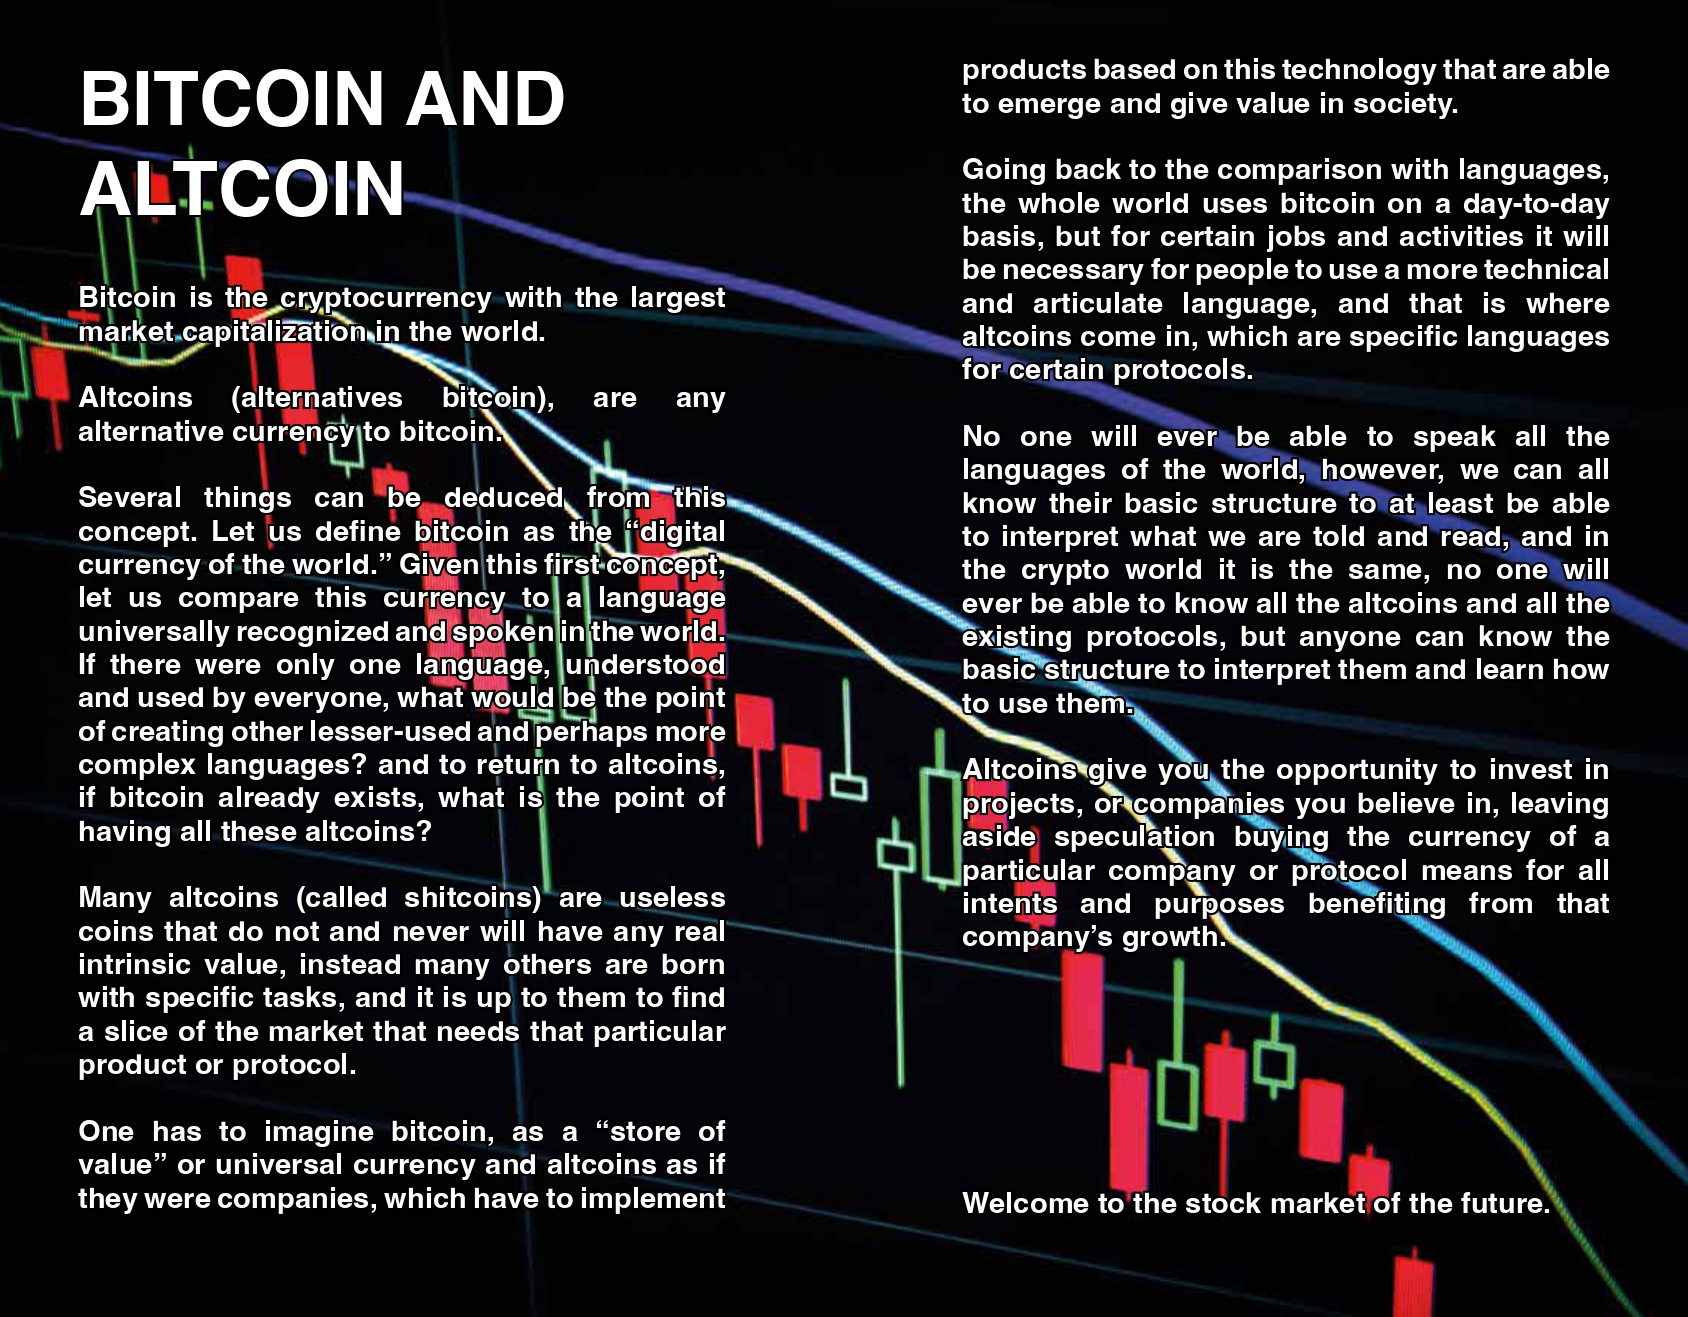 BITCOIN AND
ALTCOIN
Bitcoin is the cryptocurrency with the largest
market capitalization in the world.
Altcoins (alternatives bitcoin), are any
alternative currency to bitcoin.
Several things can be deduced from this
concept. Let us define bitcoin as the “digital
currency of the world.” Given this first concept,
let us compare this currency to a language
universally recognized and spoken in the world.
If there were only one language, understood
and used by everyone, what would be the point
of creating other lesser-used and perhaps more
complex languages? and to return to altcoins,
if bitcoin already exists, what is the point of
having all these altcoins?
Many altcoins (called shitcoins) are useless
coins that do not and never will have any real
intrinsic value, instead many others are born
with specific tasks, and it is up to them to find
a slice of the market that needs that particular
product or protocol.
One has to imagine bitcoin, as a “store of
value” or universal currency and altcoins as if
they were companies, which have to implement
products based on this technology that are able
to emerge and give value in society.
Going back to the comparison with languages,
the whole world uses bitcoin on a day-to-day
basis, but for certain jobs and activities it will
be necessary for people to use a more technical
and articulate language, and that is where
altcoins come in, which are specific languages
for certain protocols.
No one will ever be able to speak all the
languages of the world, however, we can all
know their basic structure to at least be able
to interpret what we are told and read, and in
the crypto world it is the same, no one will
ever be able to know all the altcoins and all the
existing protocols, but anyone can know the
basic structure to interpret them and learn how
to use them.
Altcoins give you the opportunity to invest in
projects, or companies you believe in, leaving
aside speculation buying the currency of a
particular company or protocol means for all
intents and purposes benefiting from that
company’s growth.
Welcome to the stock market of the future.